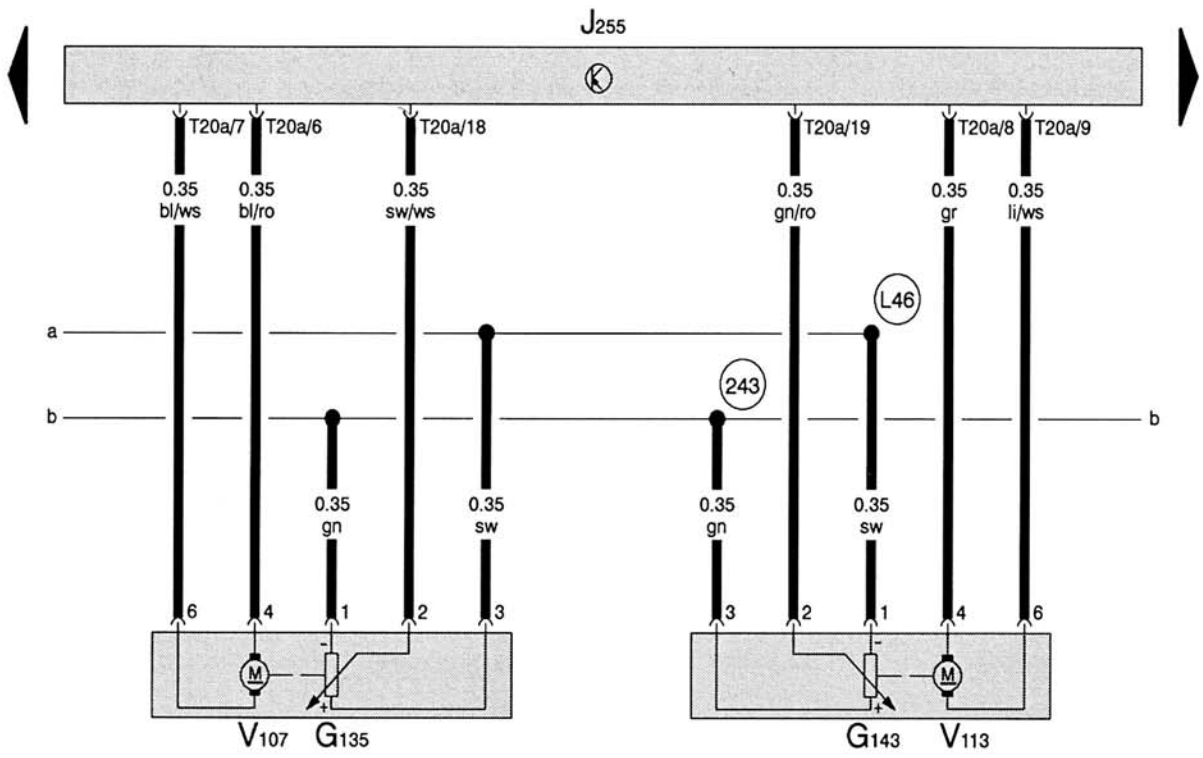 J255
K
T20a/7 T20a/6 T20a/18 T20a/19 T20a/8 T20a/9
0.35 0.35 0.35 0.35 0.35 0.35
bl/ws bl/ro sw/ws gn/ro gr li/ws
L46
a
243
b b
0.35 0.35 0.35 0.35
gn sw gn sw
6 4 1 2 3 3 2 1 4 6
- -
M M
+ +
V107 G135 G143 V113